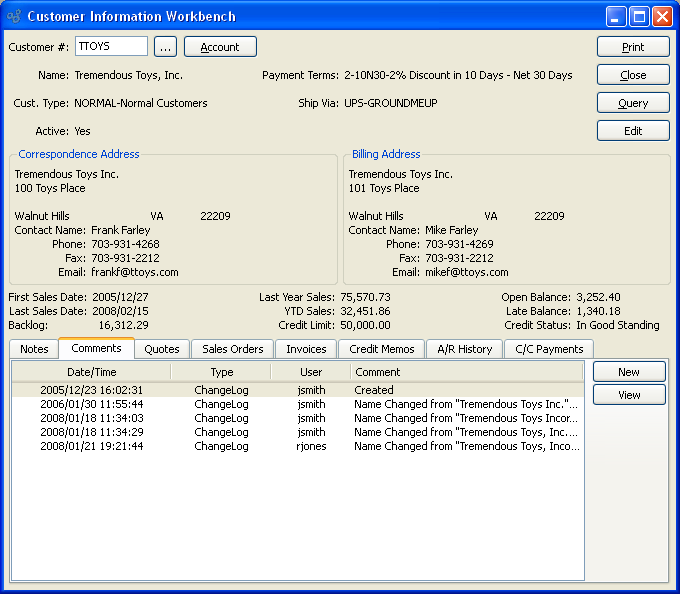 Customer Information Workbench
Customer #: TTOYS ... Account Print
Name: Tremendous Toys, Inc. Payment Terms: 2-10N30-2% Discount in 10 Days - Net 30 Days Close
Cust. Type: NORMAL-Normal Customers Ship Via: UPS-GROUNDMEUP Query
Active: Yes Edit
Correspondence Address
Tremendous Toys Inc.
100 Toys Place
Walnut Hills VA 22209
Contact Name: Frank Farley
Phone: 703-931-4268
Fax: 703-931-2212
Email: frankf@ttoys.com
Billing Address
Tremendous Toys Inc.
101 Toys Place
Walnut Hills VA 22209
Contact Name: Mike Farley
Phone: 703-931-4269
Fax: 703-931-2212
Email: mikef@ttoys.com
First Sales Date: 2005/12/27 Last Year Sales: 75,570.73 Open Balance: 3,252.40
Last Sales Date: 2008/02/15 YTD Sales: 32,451.86 Late Balance: 1,340.18
Backlog: 16,312.29 Credit Limit: 50,000.00 Credit Status: In Good Standing
Notes Comments Quotes Sales Orders Invoices Credit Memos A/R History C/C Payments
Date/Time Type User Comment New
2005/12/23 16:02:31 ChangeLog jsmith Created View
2006/01/30 11:55:44 ChangeLog jsmith Name Changed from "Tremendous Toys Inc."...
2008/01/18 11:34:03 ChangeLog jsmith Name Changed from "Tremendous Toys Incor...
2008/01/18 11:34:29 ChangeLog jsmith Name Changed from "Tremendous Toys, Inc....
2008/01/21 19:21:44 ChangeLog rjones Name Changed from "Tremendous Toys, Inco...